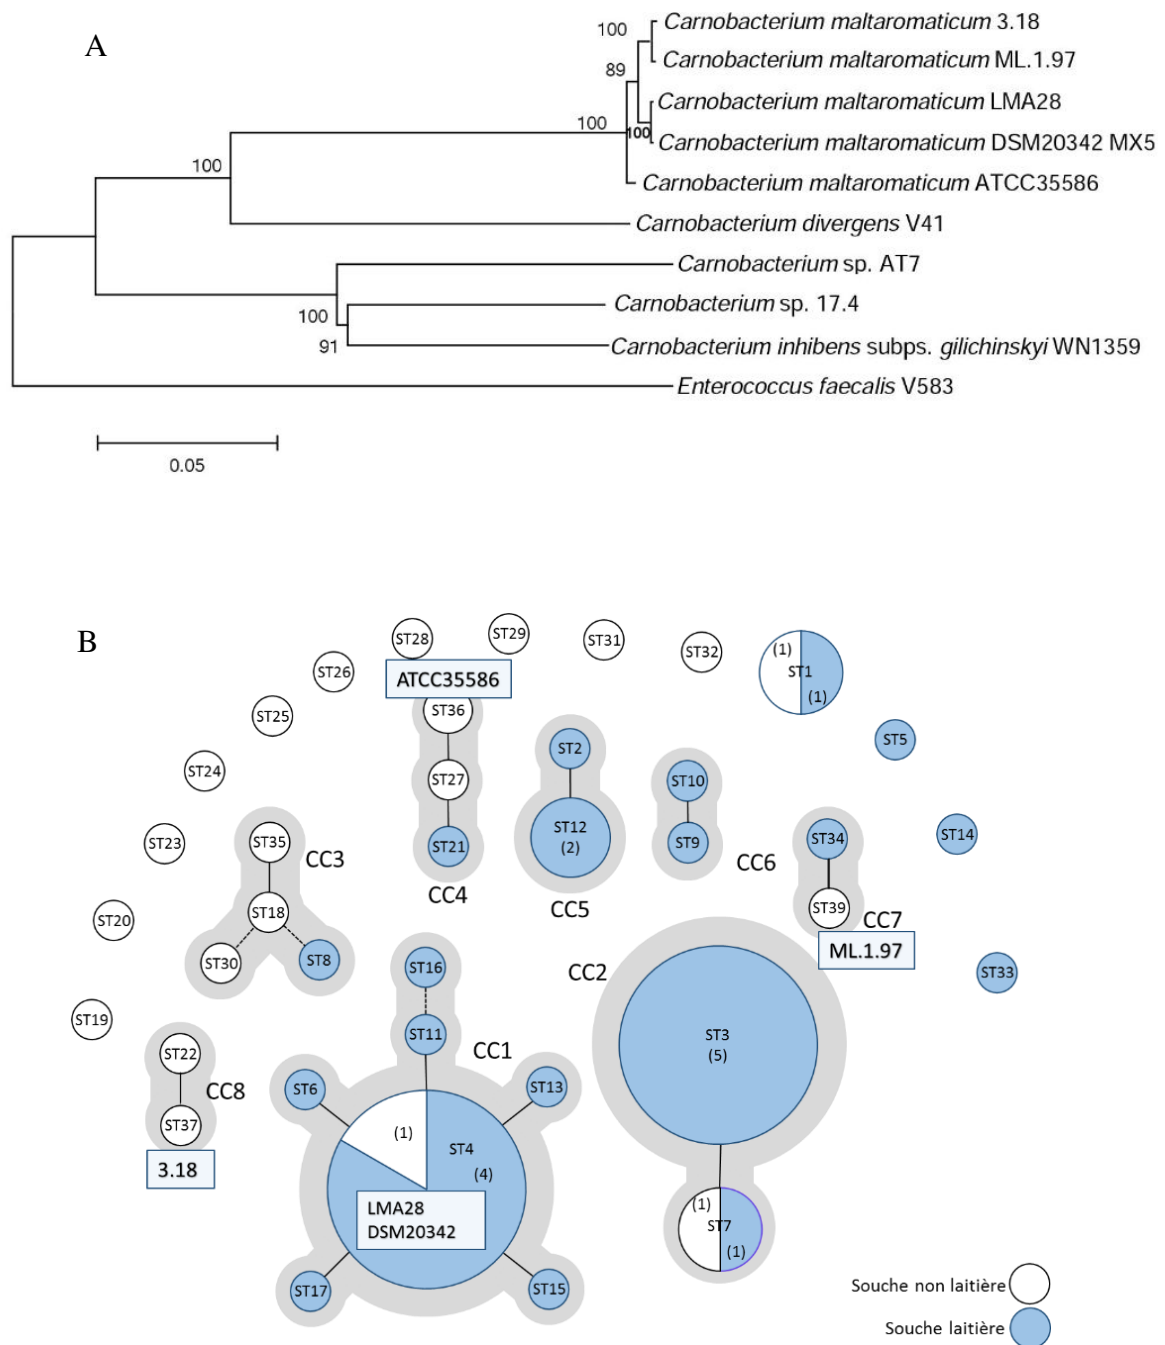 A
100
Carnobacterium maltaromaticum 3.18
Carnobacterium maltaromaticum ML.1.97
89
Carnobacterium maltaromaticum LMA28
100
100
Carnobacterium maltaromaticum DSM20342 MX5
Carnobacterium maltaromaticum ATCC35586
100
Carnobacterium divergens V41
Carnobacterium sp. AT7
Carnobacterium sp. 17.4
100
91
Carnobacterium inhibens subps. gilichinskyi WN1359
Enterococcus faecalis V583
0.05
B
ST28
ST29
ST31
ST32
ST26
ATCC35586
(1)
ST1
(1)
ST25
ST36
ST2
ST5
ST24
ST27
ST10
ST23
ST35
CC3
ST21
ST12
(2)
ST9
CC6
ST34
ST14
CC4
CC5
ST20
ST18
ST39
CC7
ML.1.97
ST30
ST8
ST16
CC2
ST33
ST19
ST11
ST3
(5)
ST22
CC1
CC8
ST6
ST13
ST37
(1)
ST4
(4)
3.18
LMA28
DSM20342
(1)
ST7
(1)
ST17
ST15
Souche non laitière
Souche laitière